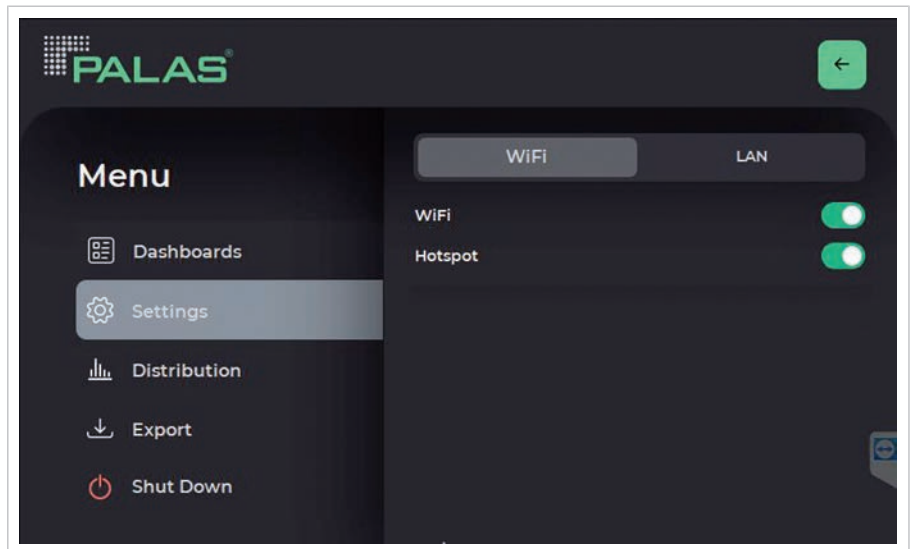 PALAS®
Menu
Dashboards
Settings
Distribution
Export
Shut Down
WiFi
LAN
WiFi
Hotspot